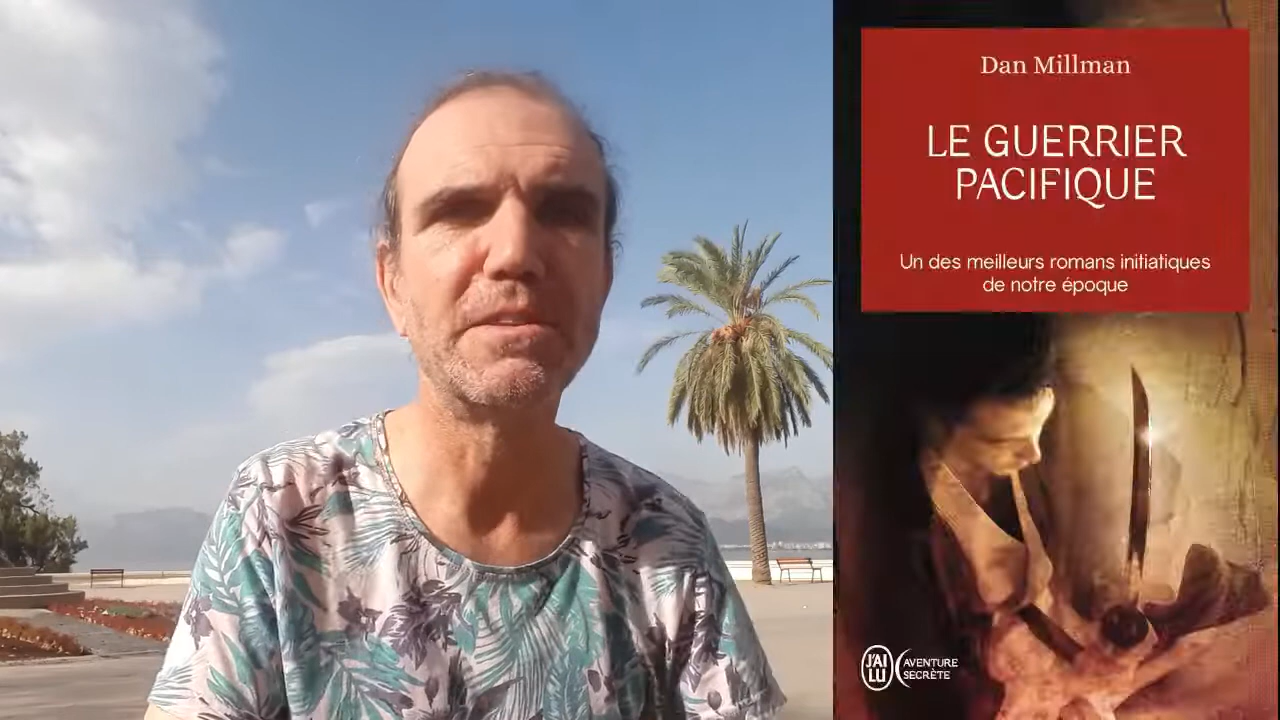 Dan Millman
LE GUERRIER
PACIFIQUE
Un des meilleurs romans initiatiques
de notre époque
J'AI
LU
AVENTURE
SECRÈTE